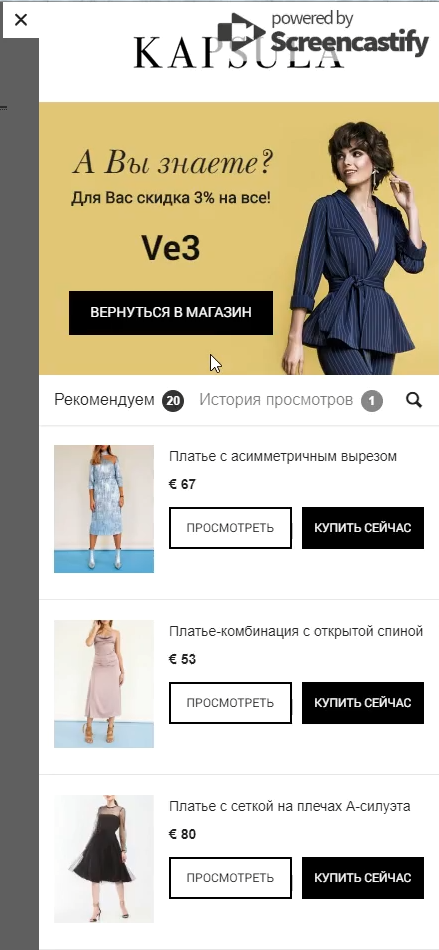 powered by
Screencastify
KAPSULA
А Вы знаете?
Для Вас скидка 3% на все!
Ve3
ВЕРНУТЬСЯ В МАГАЗИН
Рекомендуем 20 История просмотров 1
Платье с асимметричным вырезом
€ 67
ПРОСМОТРЕТЬ КУПИТЬ СЕЙЧАС
Платье-комбинация с открытой спиной
€ 53
ПРОСМОТРЕТЬ КУПИТЬ СЕЙЧАС
Платье с сеткой на плечах А-силуэта
€ 80
ПРОСМОТРЕТЬ КУПИТЬ СЕЙЧАС